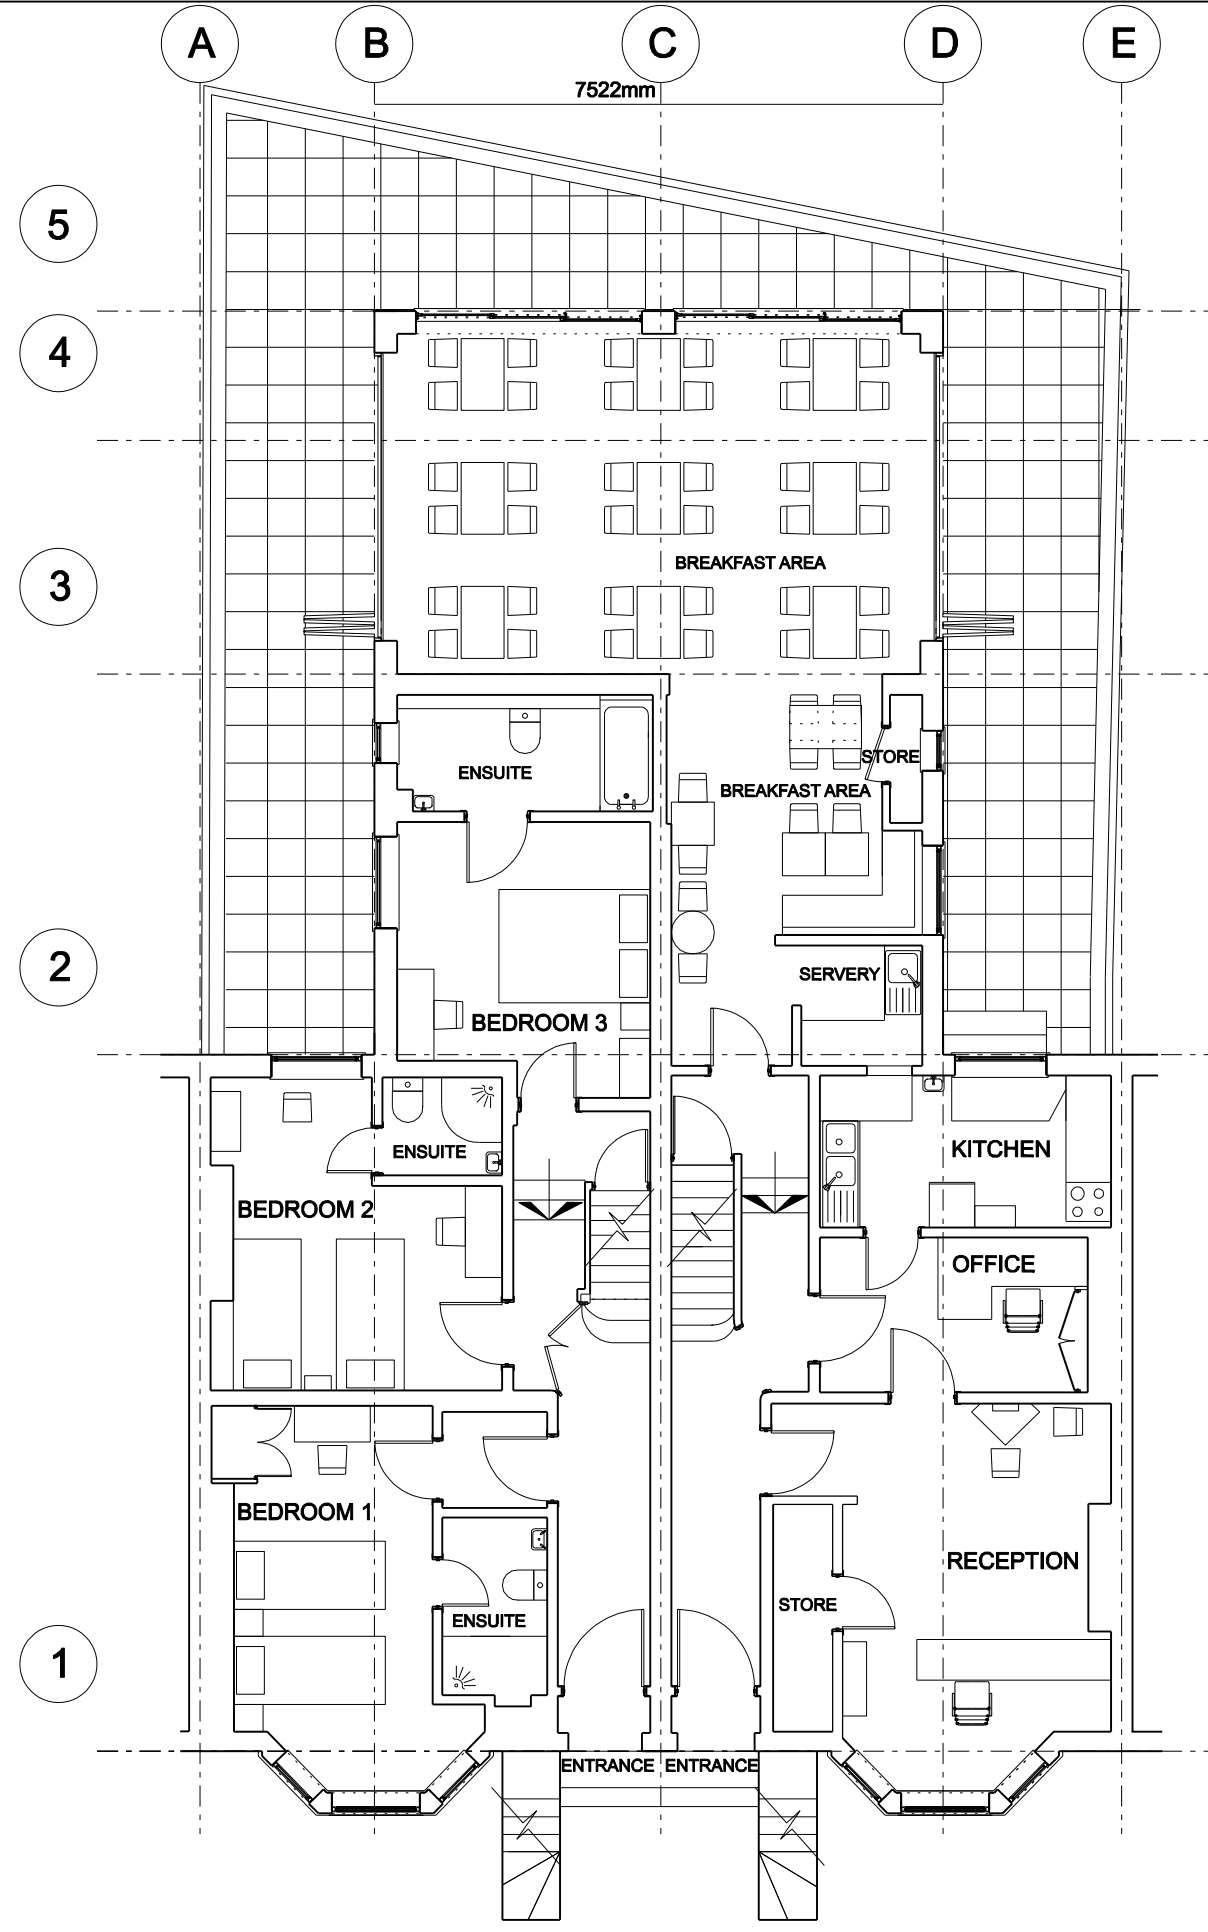 A B C D E
7522mm
5
4
3
BREAKFAST AREA
STORE
ENSUITE
BREAKFAST AREA
2
SERVERY
BEDROOM 3
KITCHEN
ENSUITE
BEDROOM 2
OFFICE
BEDROOM 1
RECEPTION
STORE
ENSUITE
1
ENTRANCE ENTRANCE